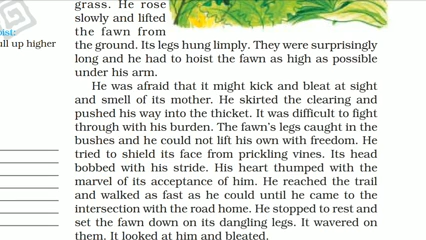 grass. He rose
slowly and lifted
the fawn from
the ground. Its legs hung limply. They were surprisingly
long and he had to hoist the fawn as high as possible
under his arm.
He was afraid that it might kick and bleat at sight
and smell of its mother. He skirted the clearing and
pushed his way into the thicket. It was difficult to fight
through with his burden. The fawn's legs caught in the
bushes and he could not lift his own with freedom. He
tried to shield its face from prickling vines. Its head
bobbed with his stride. His heart thumped with the
marvel of its acceptance of him. He reached the trail
and walked as fast as he could until he came to the
intersection with the road home. He stopped to rest and
set the fawn down on its dangling legs. It wavered on
them. It looked at him and bleated.
oist:
ull up higher